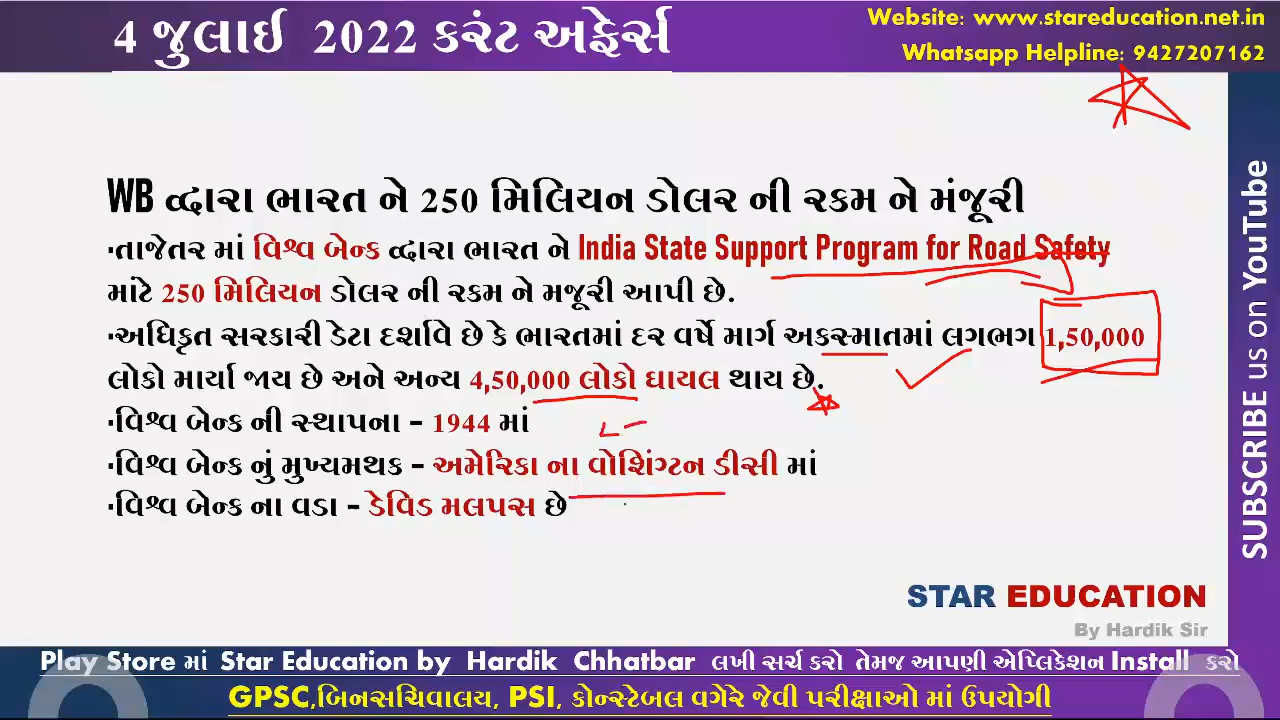 4 જુલાઈ 2022 કરંટ અફેર્સ
Website: www.stareducation.net.in
Whatsapp Helpline: 9427207162
WB દ્વારા ભારત ને 250 મિલિયન ડોલર ની રકમ ને મંજૂરી
·તાજેતર માં વિશ્વ બેન્ક દ્વારા ભારત ને India State Support Program for Road Safety
માંટે 250 મિલિયન ડોલર ની રકમ ને મજૂરી આપી છે.
·અધિકૃત સરકારી ડેટા દર્શાવે છે કે ભારતમાં દર વર્ષે માર્ગ અકસ્માતમાં લગભગ 1,50,000
લોકો માર્યા જાય છે અને અન્ય 4,50,000 લોકો ઘાયલ થાય છે.
·વિશ્વ બેન્ક ની સ્થાપના - 1944 માં
·વિશ્વ બેન્ક નું મુખ્યમથક - અમેરિકા ના વોશિંગ્ટન ડીસી માં
·વિશ્વ બેન્ક ના વડા - ડેવિડ મલપસ છે
SUBSCRIBE us on YouTube
STAR EDUCATION
By Hardik Sir
Play Store માં Star Education by Hardik Chhatbar લખી સર્ચ કરો તેમજ આપણી એપ્લિકેશન Install કરો
GPSC,બિનસચિવાલય, PSI, કોન્સ્ટેબલ વગેરે જેવી પરીક્ષાઓ માં ઉપયોગી